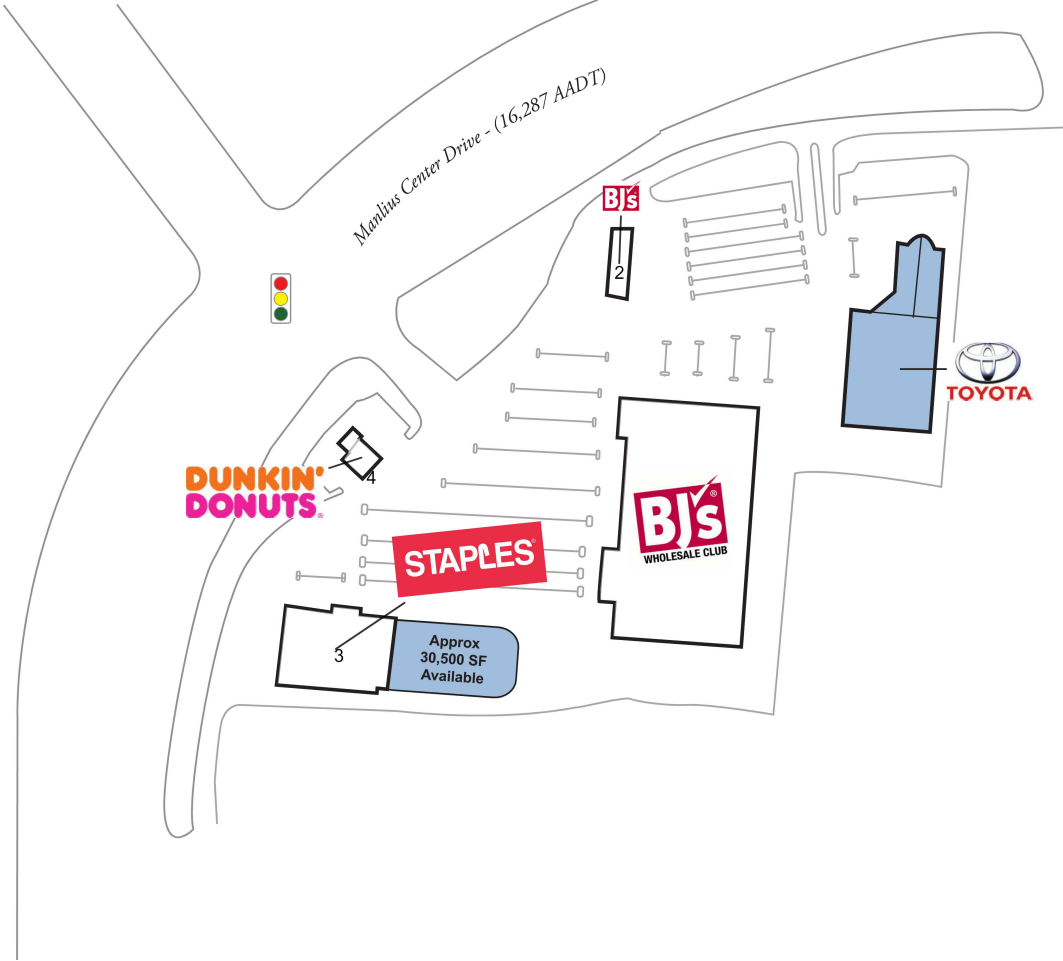 Manlius Center Drive - (16,287 AADT)
BJ's
2
TOYOTA
4
DUNKIN'
DONUTS
BJ's®
WHOLESALE CLUB
STAPLES
3
Approx
30,500 SF
Available